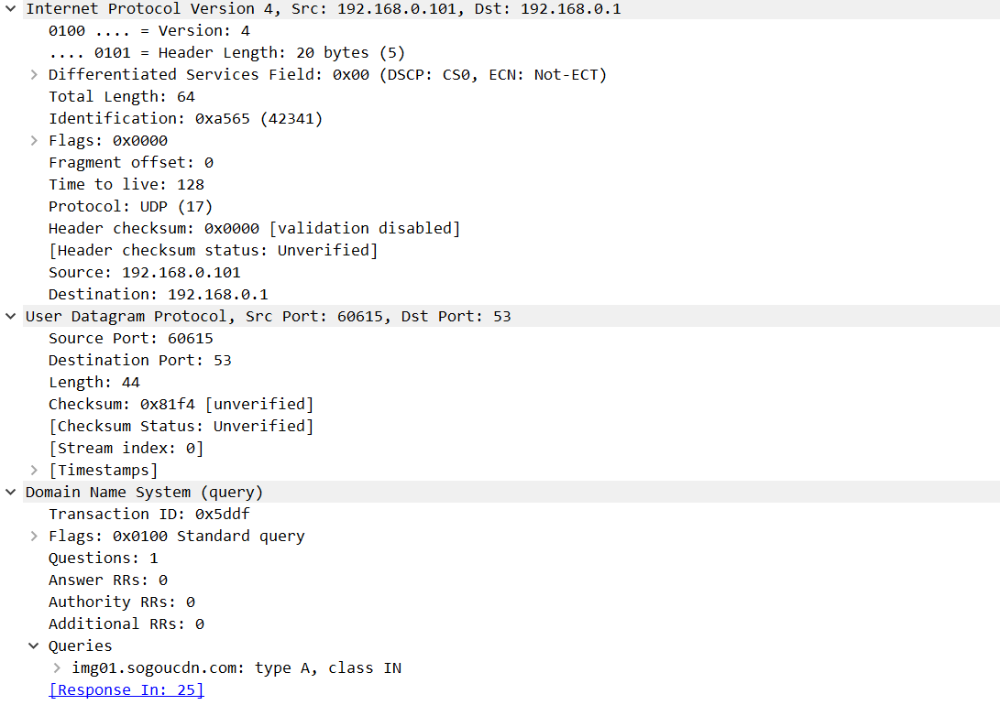 Internet Protocol Version 4, Src: 192.168.0.101, Dst: 192.168.0.1
0100 .... = Version: 4
.... 0101 = Header Length: 20 bytes (5)
Differentiated Services Field: 0x00 (DSCP: CS0, ECN: Not-ECT)
Total Length: 64
Identification: 0xa565 (42341)
Flags: 0x0000
Fragment offset: 0
Time to live: 128
Protocol: UDP (17)
Header checksum: 0x0000 [validation disabled]
[Header checksum status: Unverified]
Source: 192.168.0.101
Destination: 192.168.0.1
User Datagram Protocol, Src Port: 60615, Dst Port: 53
Source Port: 60615
Destination Port: 53
Length: 44
Checksum: 0x81f4 [unverified]
[Checksum Status: Unverified]
[Stream index: 0]
[Timestamps]
Domain Name System (query)
Transaction ID: 0x5ddf
Flags: 0x0100 Standard query
Questions: 1
Answer RRs: 0
Authority RRs: 0
Additional RRs: 0
Queries
img01.sogoucdn.com: type A, class IN
[Response In: 25]